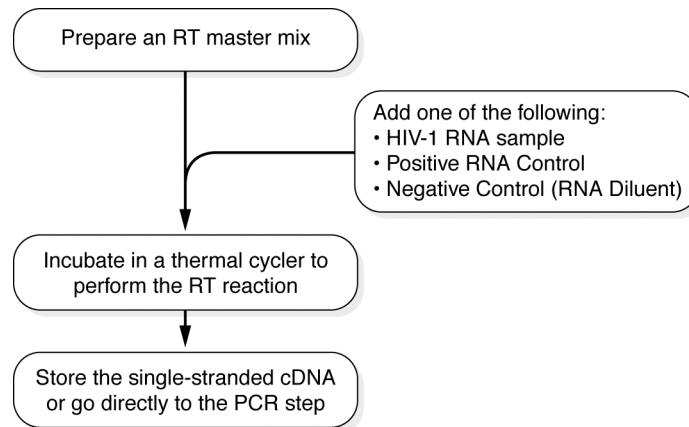 Prepare an RT master mix
Add one of the following:
• HIV-1 RNA sample
• Positive RNA Control
• Negative Control (RNA Diluent)
Incubate in a thermal cycler to
perform the RT reaction
Store the single-stranded cDNA
or go directly to the PCR step